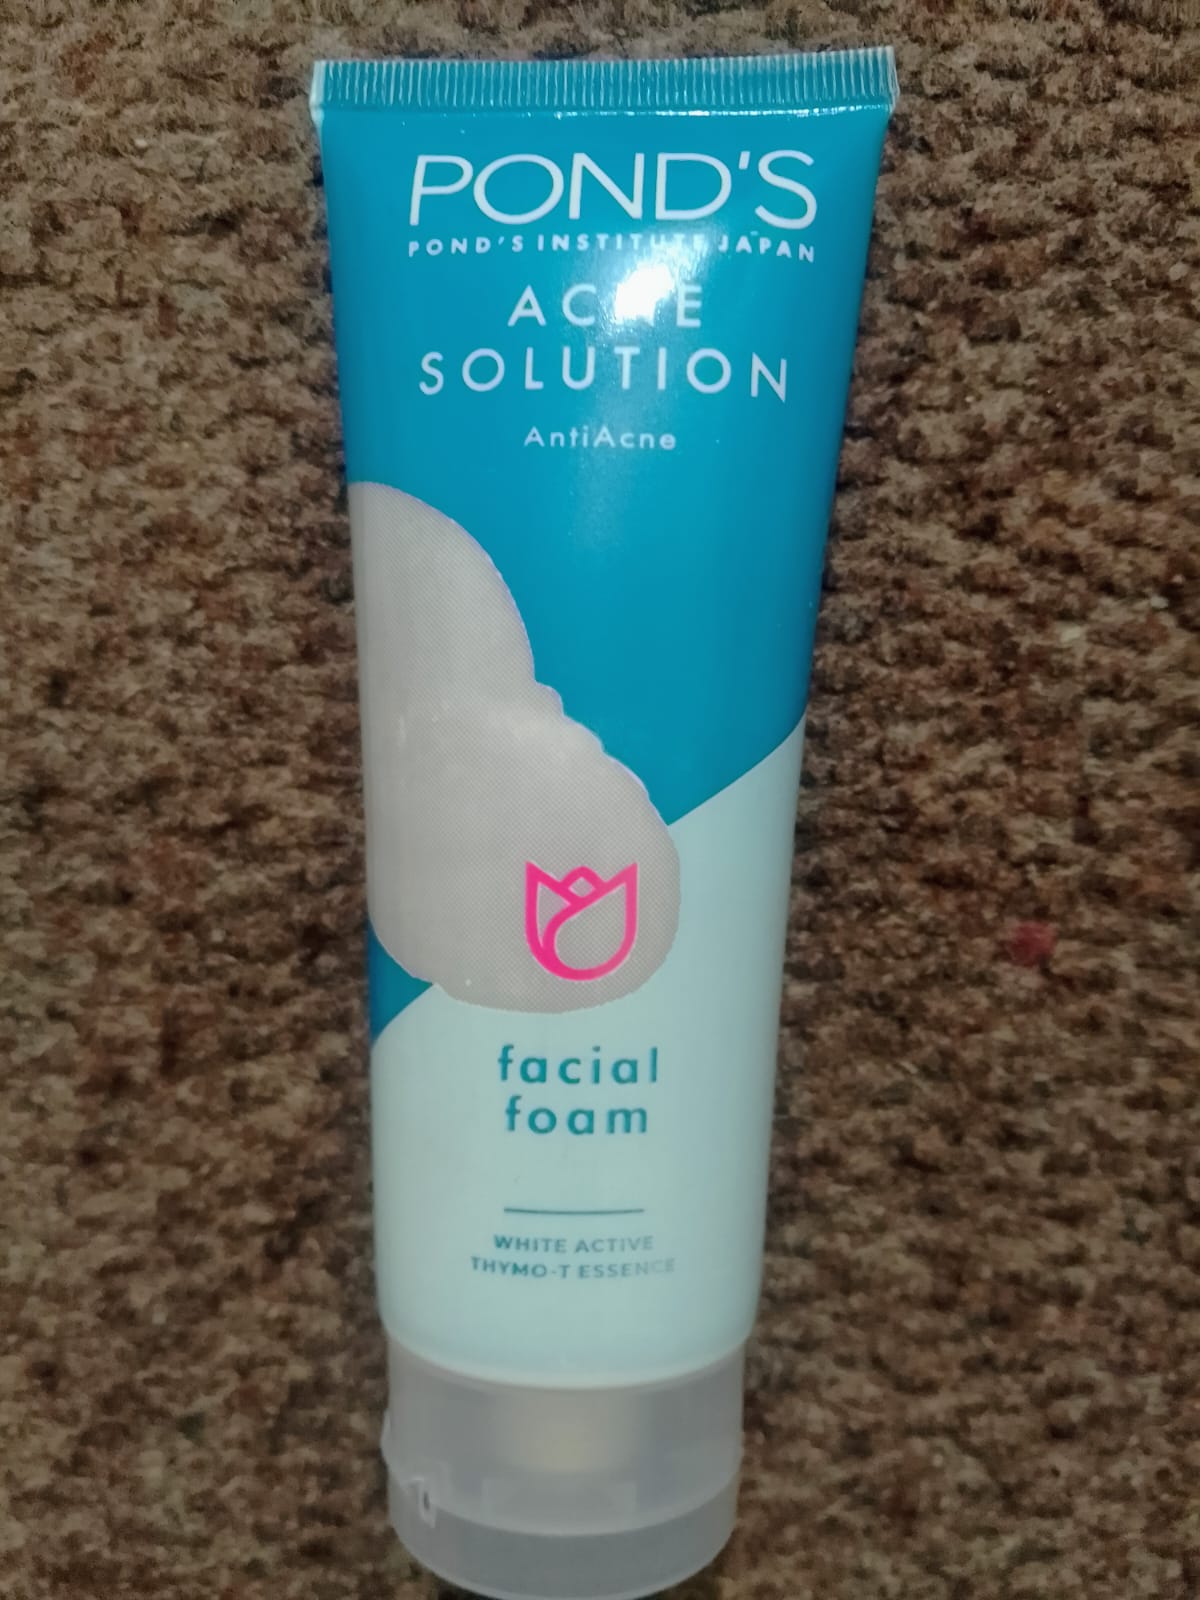 POND'S
POND'S INSTITUTE JAPAN
ACNE
SOLUTION
AntiAcne
facial
foam
WHITE ACTIVE
THYMO-T ESSENCE